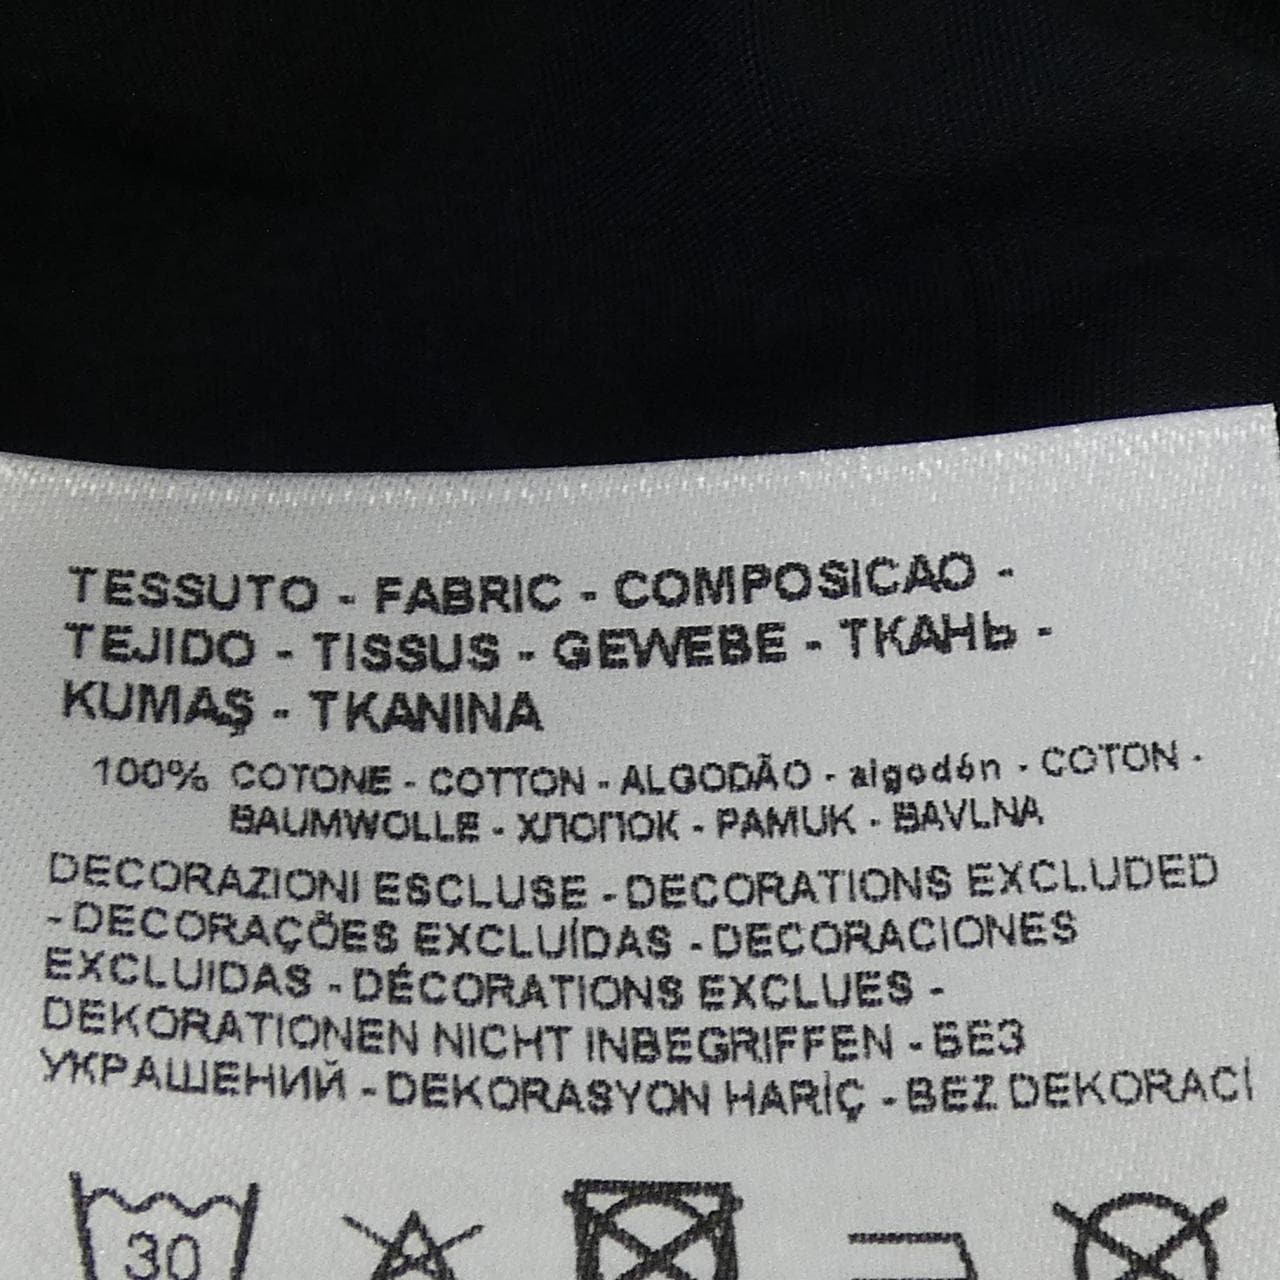 TESSUTO - FABRIC - COMPOSICAO -
TEJIDO - TISSUS - GEWEBE - ТКАНЬ -
KUMAŞ - TKANINA
100% COTONE - COTTON - ALGODÃO - algodón - COTON -
BAUMWOLLE - ХЛОПОК - PAMUK - BAVLNA
DECORAZIONI ESCLUSE - DECORATIONS EXCLUDED
- DECORAÇÕES EXCLUÍDAS - DECORACIONES
EXCLUIDAS - DÉCORATIONS EXCLUES -
DEKORATIONEN NICHT INBEGRIFFEN - БЕЗ
УКРАШЕНИЙ - DEKORASYON HARİÇ - BEZ DEKORACÍ
30